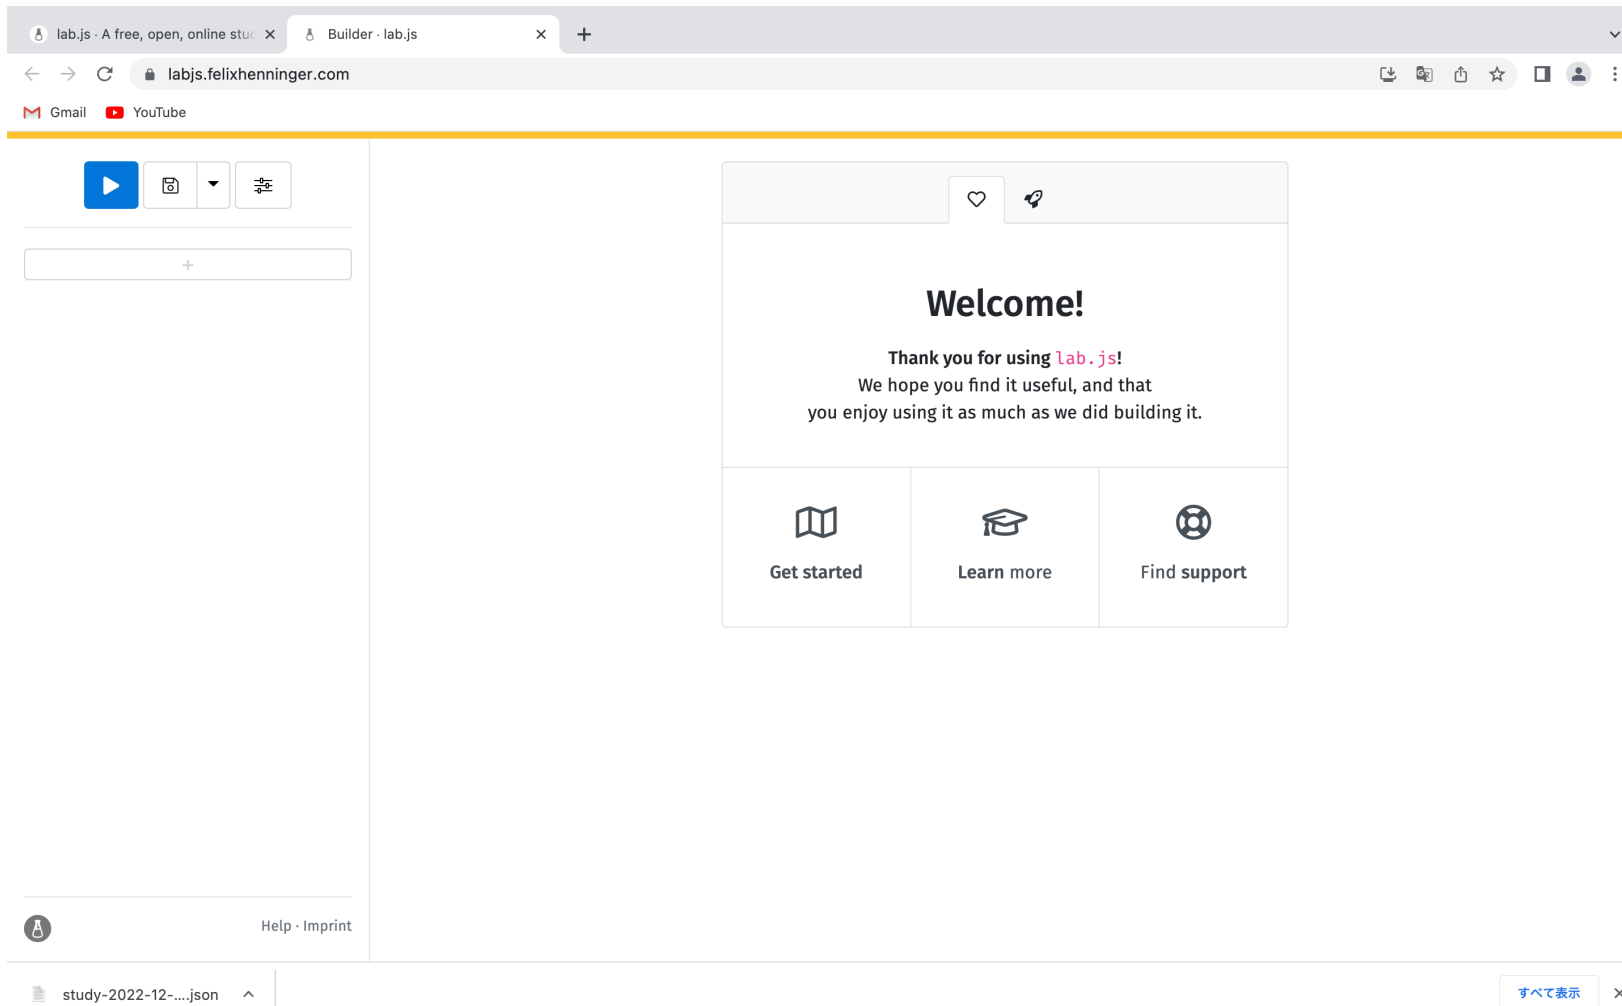 lab.js · A free, open, online stu
Builder · lab.js
labjs.felixhenninger.com
Gmail
YouTube
Welcome!
Thank you for using lab.js!
We hope you find it useful, and that
you enjoy using it as much as we did building it.
Get started
Learn more
Find support
Help · Imprint
study-2022-12-....json
すべて表示